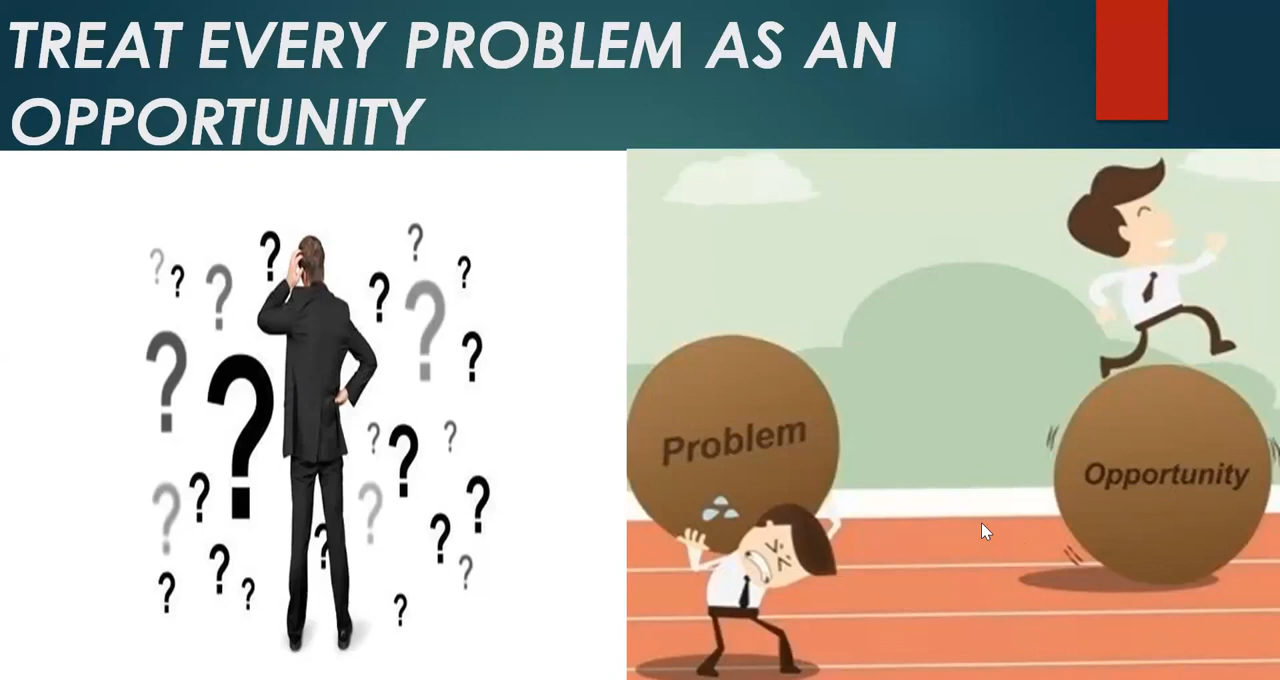 TREAT EVERY PROBLEM AS AN
OPPORTUNITY
? ? ? ? ? ? ? ? ? ? ? ? ? ? ? ? ? ? ? ? ? ? ? ? ?
Problem
Opportunity